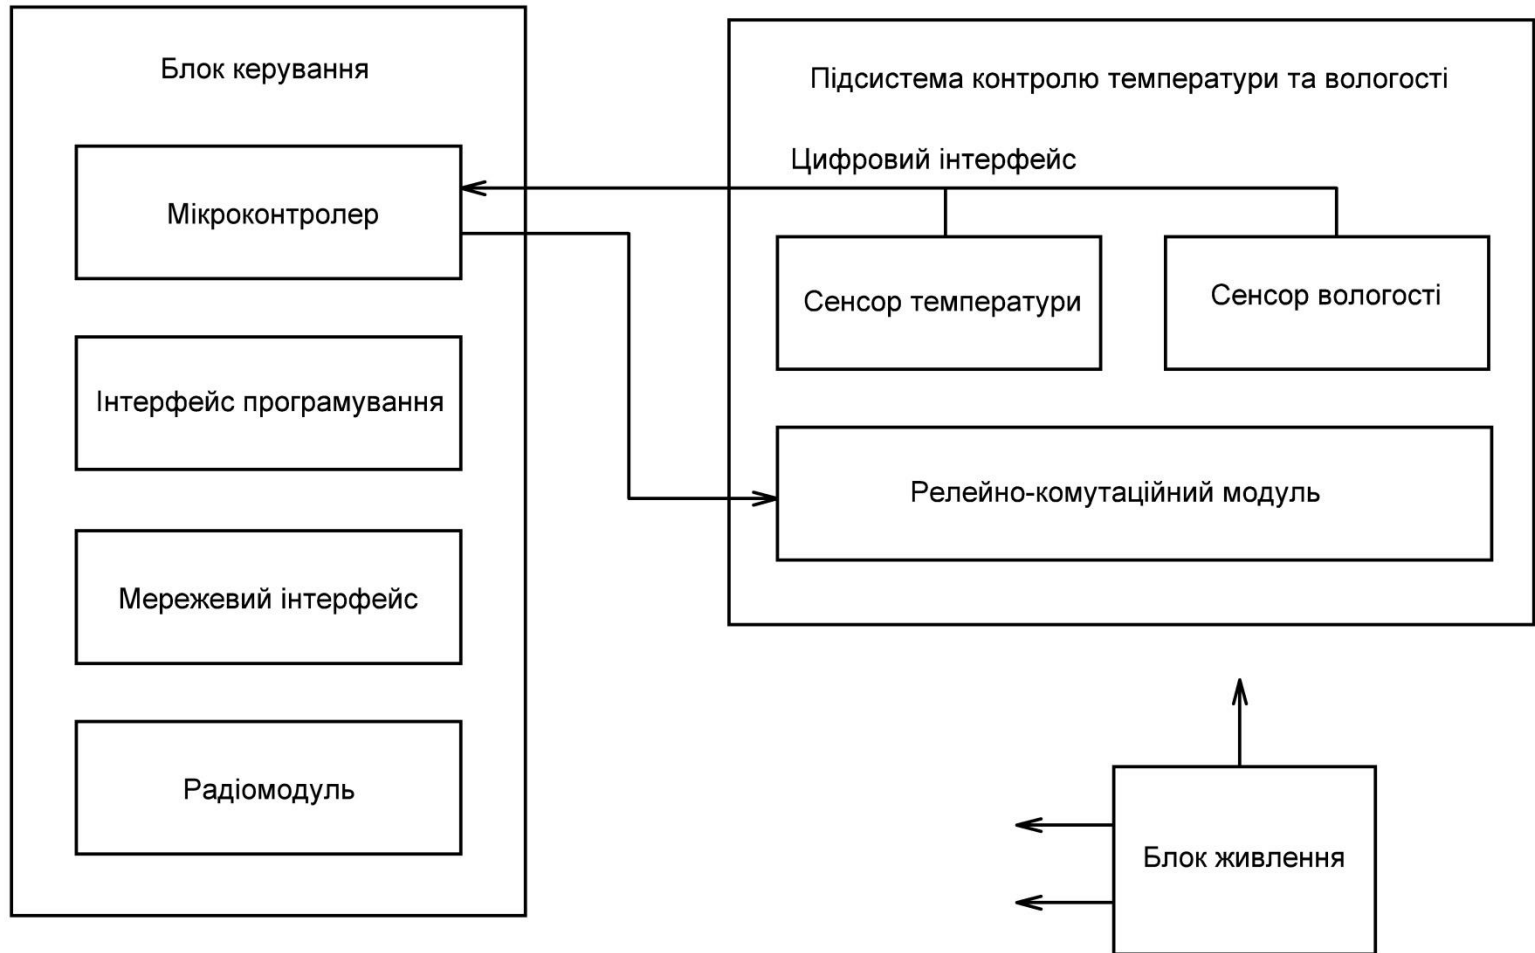 Блок керування
Мікроконтролер
Інтерфейс програмування
Мережевий інтерфейс
Радіомодуль
Підсистема контролю температури та вологості
Цифровий інтерфейс
Сенсор температури
Сенсор вологості
Релейно-комутаційний модуль
Блок живлення